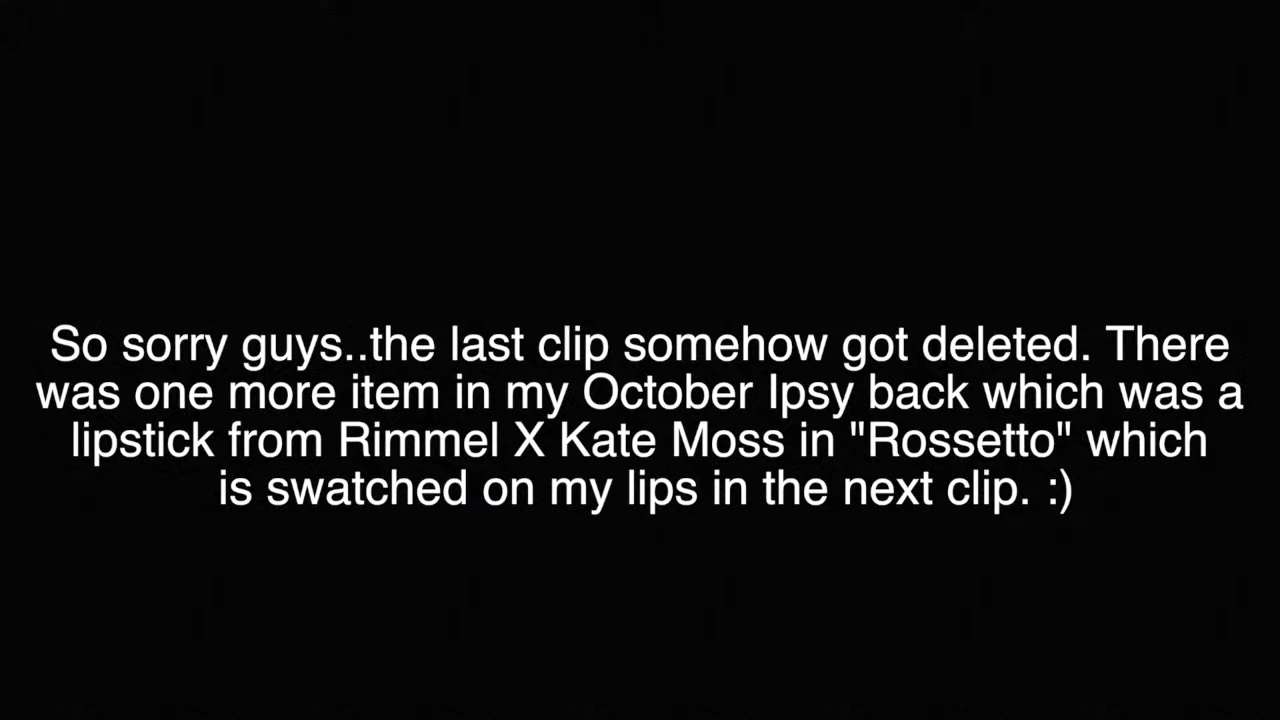 So sorry guys..the last clip somehow got deleted. There
was one more item in my October Ipsy back which was a
lipstick from Rimmel X Kate Moss in "Rossetto" which
is swatched on my lips in the next clip. :)